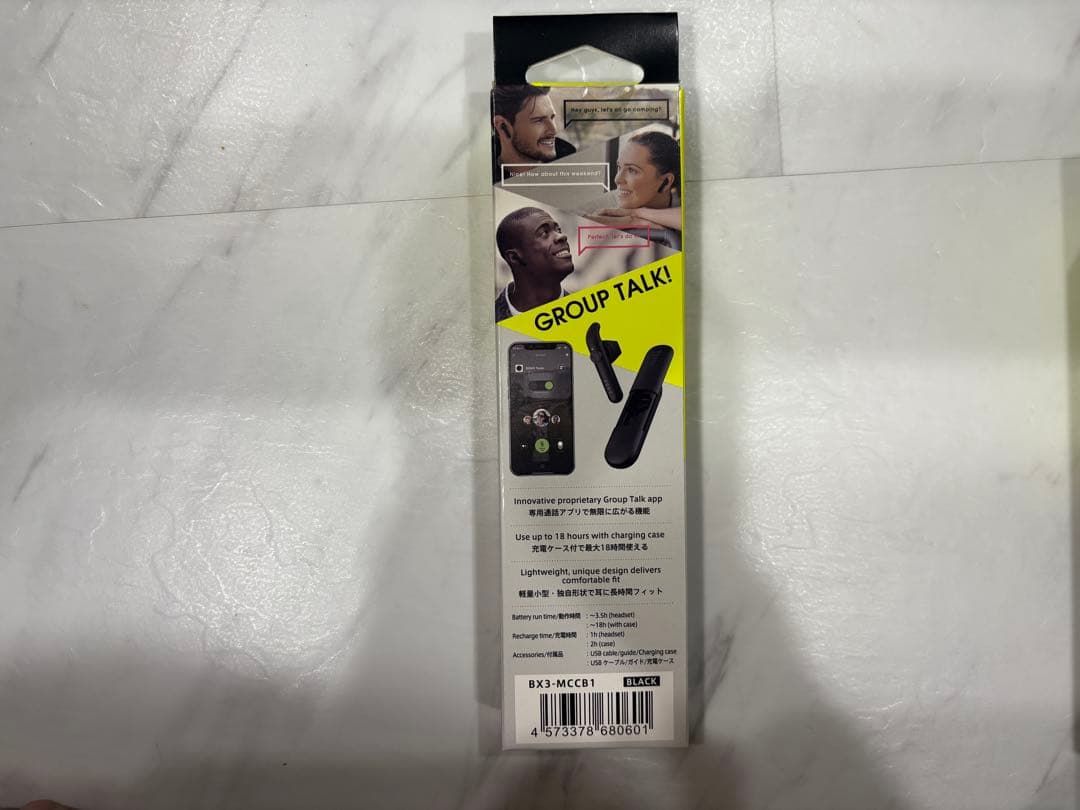 Hey guys, let's all go camping?
Nice! How about this weekend?
Perfect, let's do
GROUP TALK!
Innovative proprietary Group Talk app
専用通話アプリで無限に広がる機能
Use up to 18 hours with charging case
充電ケース付で最大18時間使える
Lightweight, unique design delivers
comfortable fit
軽量小型・独自形状で耳に長時間フィット
Battery run time/動作時間 : ～3.5h (headset)
: ～18h (with case)
Recharge time/充電時間 : 1h (headset)
: 2h (case)
Accessories/付属品 : USB cable/guide/Charging case
: USB ケーブル/ガイド/充電ケース
BX3-MCCB1 BLACK
4 573378 680601